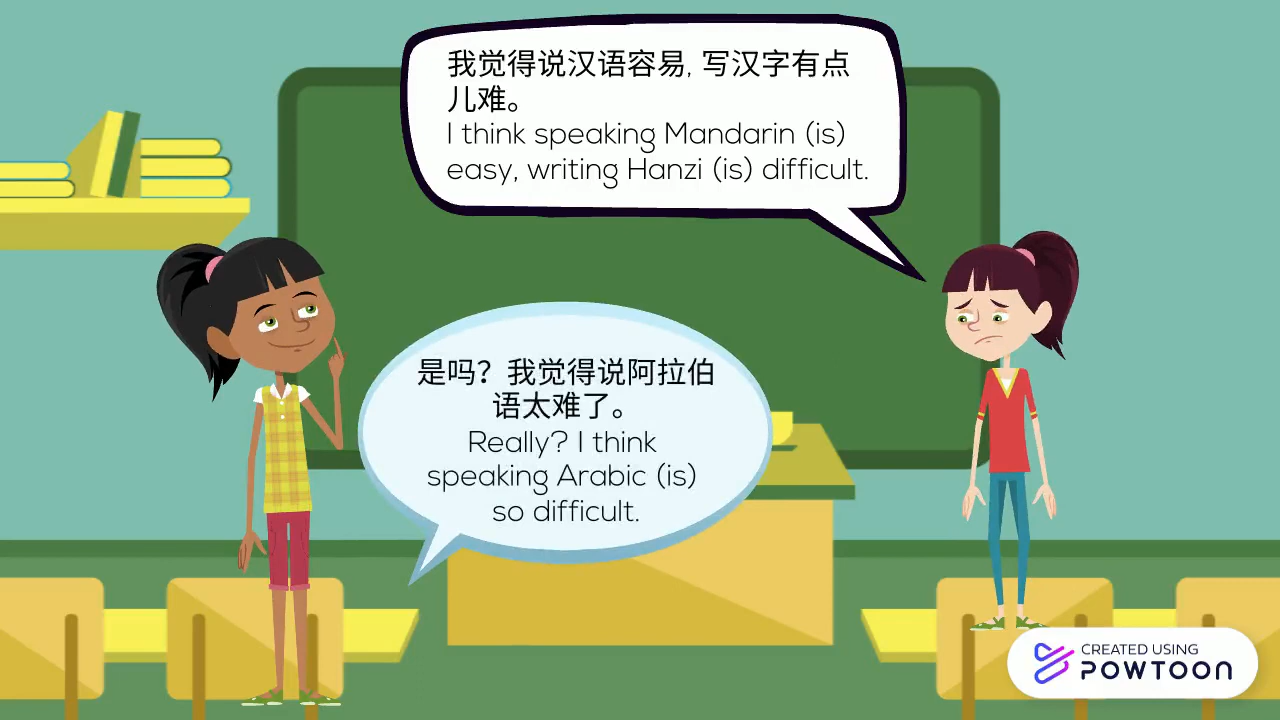 我觉得说汉语容易, 写汉字有点
儿难。
I think speaking Mandarin (is)
easy, writing Hanzi (is) difficult.
是吗？我觉得说阿拉伯
语太难了。
Really? I think
speaking Arabic (is)
so difficult.
CREATED USING
POWTOON